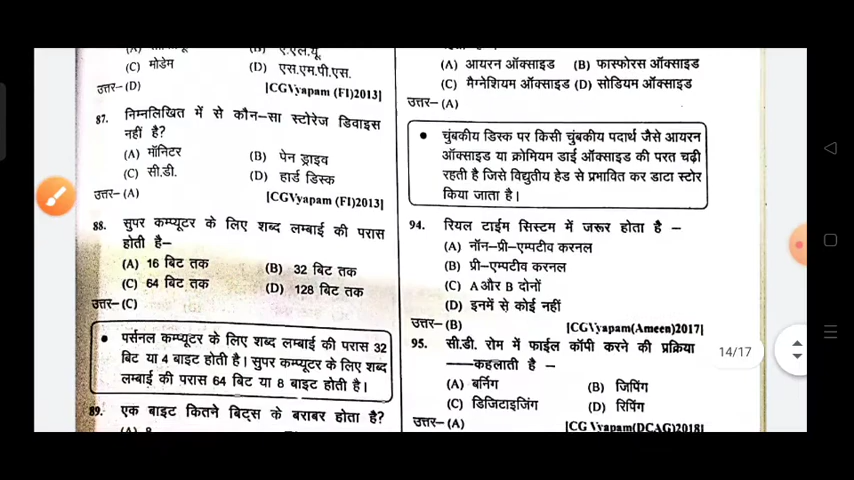 (B) ए.एल.यू.
(C) मोडेम
(D) एस.एम.पी.एस.
उत्तर– (D)
[CGVyapam (FI)2013]
87. निम्नलिखित में से कौन–सा स्टोरेज डिवाइस
नहीं है?
(A) मॉनिटर
(B) पेन ड्राइव
(C) सी.डी.
(D) हार्ड डिस्क
उत्तर– (A)
[CGVyapam (FI)2013]
88. सुपर कम्प्यूटर के लिए शब्द लम्बाई की परास
होती है–
(A) 16 बिट तक
(B) 32 बिट तक
(C) 64 बिट तक
(D) 128 बिट तक
उत्तर–(C)
• पर्सनल कम्प्यूटर के लिए शब्द लम्बाई की परास 32
बिट या 4 बाइट होती है। सुपर कम्प्यूटर के लिए शब्द
लम्बाई की परास 64 बिट या 8 बाइट होती है।
89. एक बाइट कितने बिट्स के बराबर होता है?
(A) 8
(A) आयरन ऑक्साइड (B) फास्फोरस ऑक्साइड
(C) मैग्नेशियम ऑक्साइड (D) सोडियम ऑक्साइड
उत्तर– (A)
• चुंबकीय डिस्क पर किसी चुंबकीय पदार्थ जैसे आयरन
ऑक्साइड या क्रोमियम डाई ऑक्साइड की परत चढ़ी
रहती है जिसे विद्युतीय हेड से प्रभावित कर डाटा स्टोर
किया जाता है।
94. रियल टाईम सिस्टम में जरूर होता है –
(A) नॉन–प्री–एम्पटीव करनल
(B) प्री–एम्पटीव करनल
(C) A और B दोनों
(D) इनमें से कोई नहीं
उत्तर– (B)
[CGVyapam(Ameen)2017]
95. सी.डी. रोम में फाईल कॉपी करने की प्रक्रिया
——कहलाती है –
(A) बर्निंग
(B) जिपिंग
(C) डिजिटाइजिंग
(D) रिपिंग
उत्तर– (A)
[CG Vyapam(DCAG)2018]
14/17